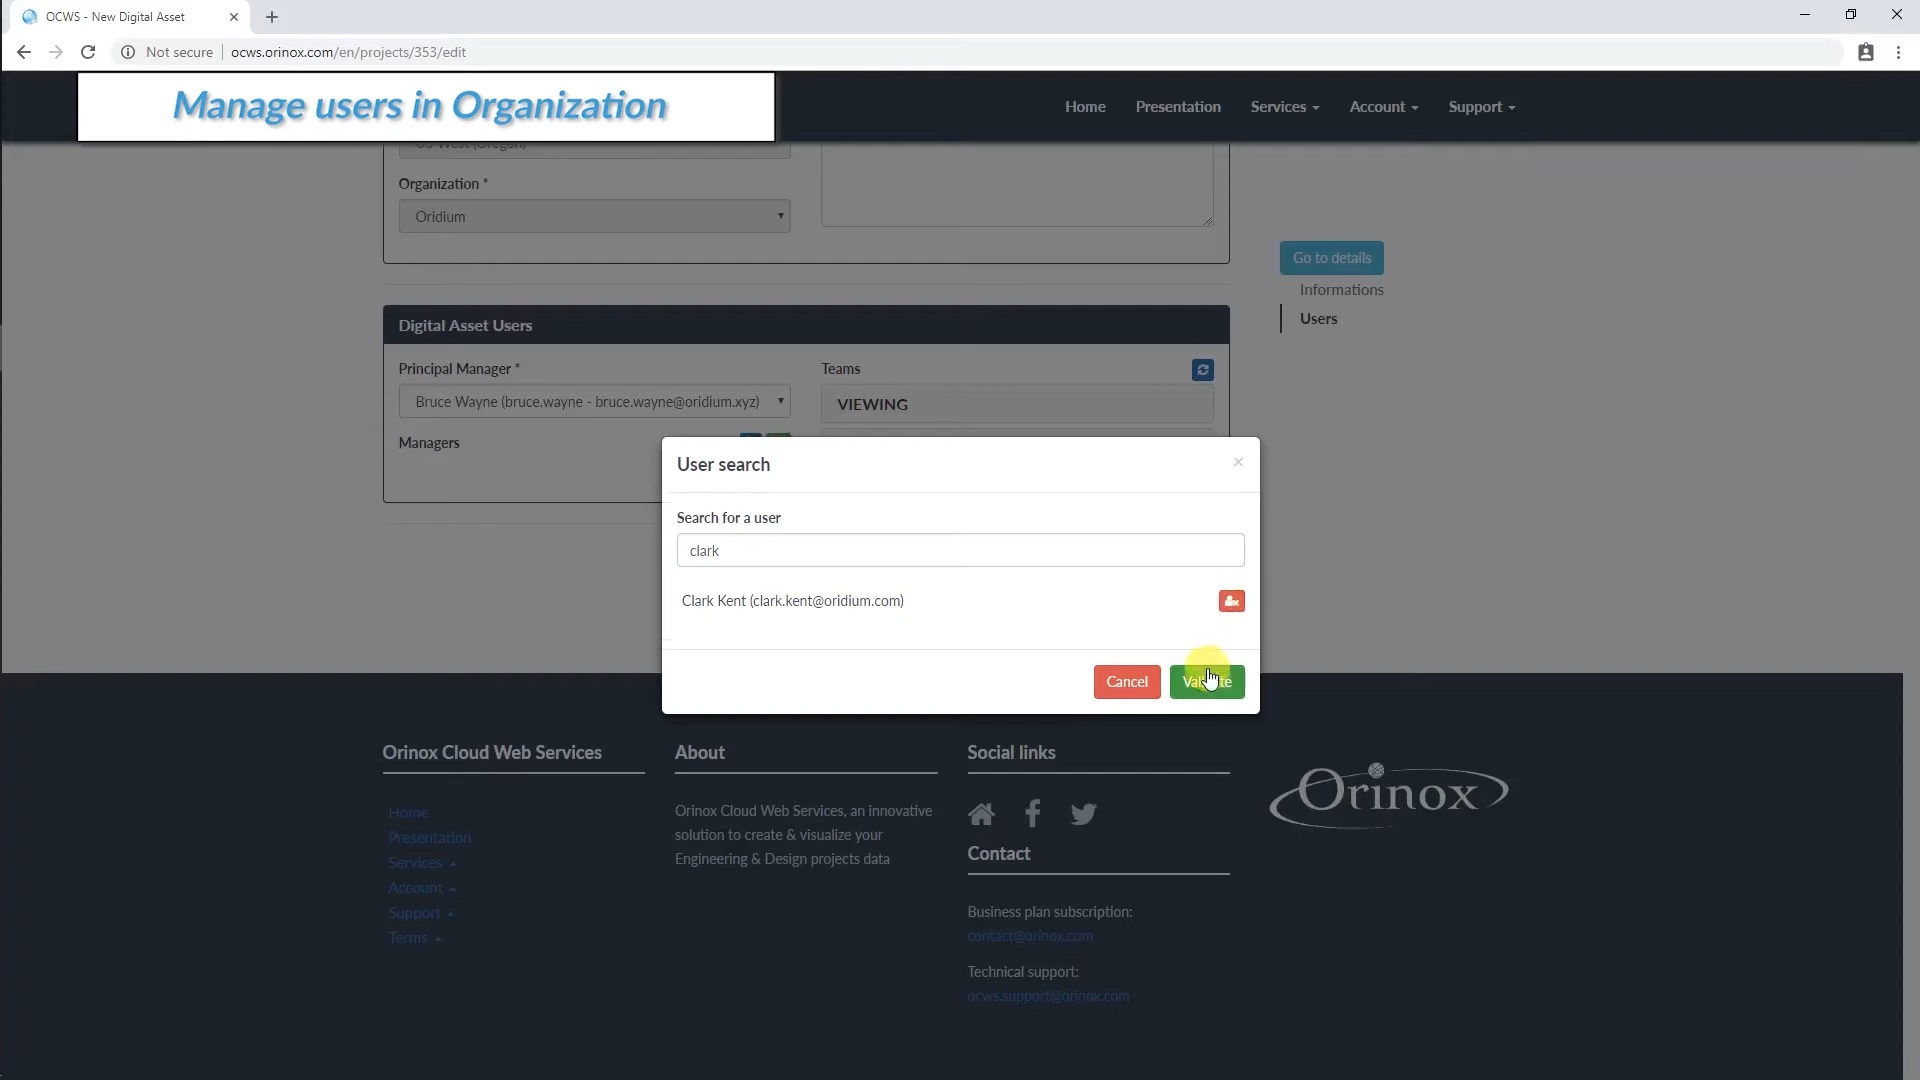 OCWS - New Digital Asset
Not secure
ocws.orinox.com/en/projects/353/edit
Manage users in Organization
Home
Presentation
Services
Account
Support
US West (Oregon)
Organization *
Oridium
Go to details
Informations
Users
Digital Asset Users
Principal Manager *
Bruce Wayne (bruce.wayne - bruce.wayne@oridium.xyz)
Managers
Teams
VIEWING
User search
×
Search for a user
clark
Clark Kent (clark.kent@oridium.com)
Cancel
Validate
Orinox Cloud Web Services
Home
Presentation
Services
Account
Support
Terms
About
Orinox Cloud Web Services, an innovative
solution to create & visualize your
Engineering & Design projects data
Social links
Contact
Business plan subscription:
contact@orinox.com
Technical support:
ocws.support@orinox.com
Orinox